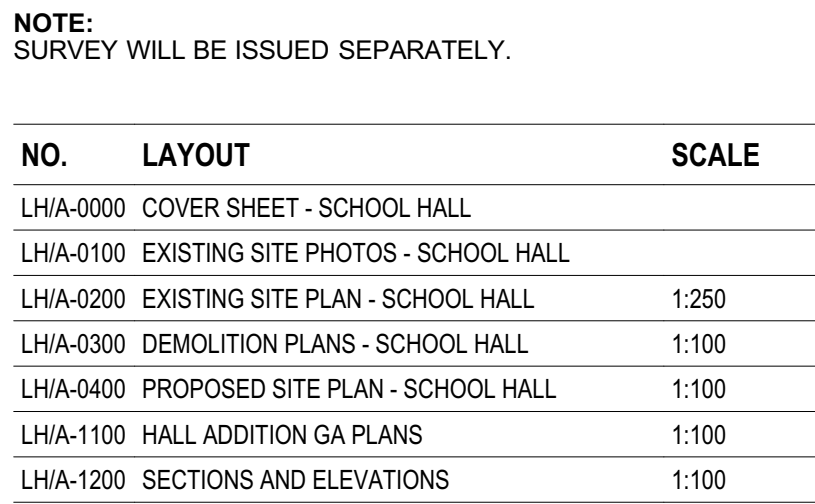 NOTE:
SURVEY WILL BE ISSUED SEPARATELY.
NO. LAYOUT SCALE
LH/A-0000 COVER SHEET - SCHOOL HALL
LH/A-0100 EXISTING SITE PHOTOS - SCHOOL HALL
LH/A-0200 EXISTING SITE PLAN - SCHOOL HALL 1:250
LH/A-0300 DEMOLITION PLANS - SCHOOL HALL 1:100
LH/A-0400 PROPOSED SITE PLAN - SCHOOL HALL 1:100
LH/A-1100 HALL ADDITION GA PLANS 1:100
LH/A-1200 SECTIONS AND ELEVATIONS 1:100